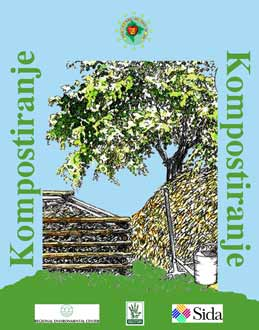 Kompostiranje
Kompostiranje
REGIONAL ENVIRONMENTAL CENTER
Sida